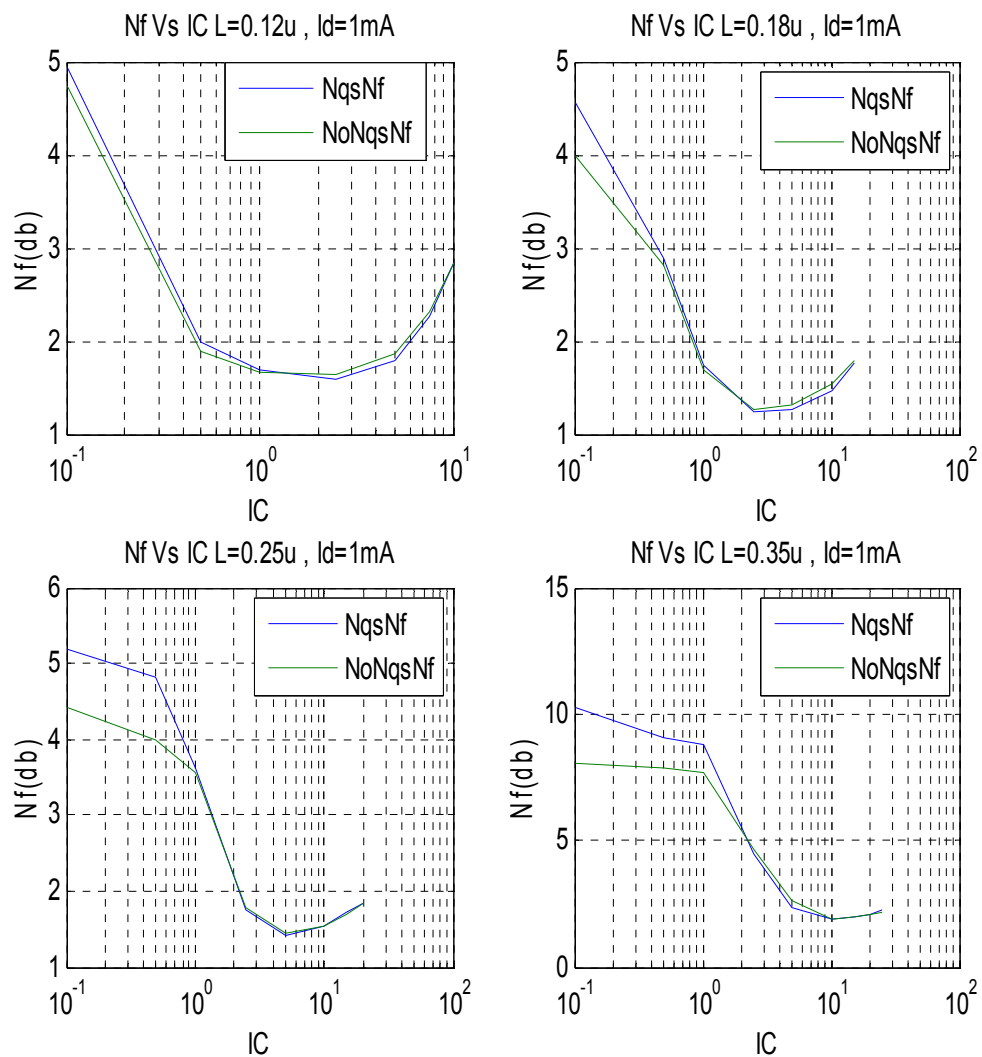 Nf Vs IC L=0.12u , Id=1mA
Nf(db)
5
4
3
2
1
NqsNf
NoNqsNf
10^-1
10^0
10^1
IC
Nf Vs IC L=0.18u , Id=1mA
Nf(db)
5
4
3
2
1
NqsNf
NoNqsNf
10^-1
10^0
10^1
10^2
IC
Nf Vs IC L=0.25u , Id=1mA
Nf(db)
6
5
4
3
2
1
NqsNf
NoNqsNf
10^-1
10^0
10^1
10^2
IC
Nf Vs IC L=0.35u , Id=1mA
Nf(db)
15
10
5
0
NqsNf
NoNqsNf
10^-1
10^0
10^1
10^2
IC